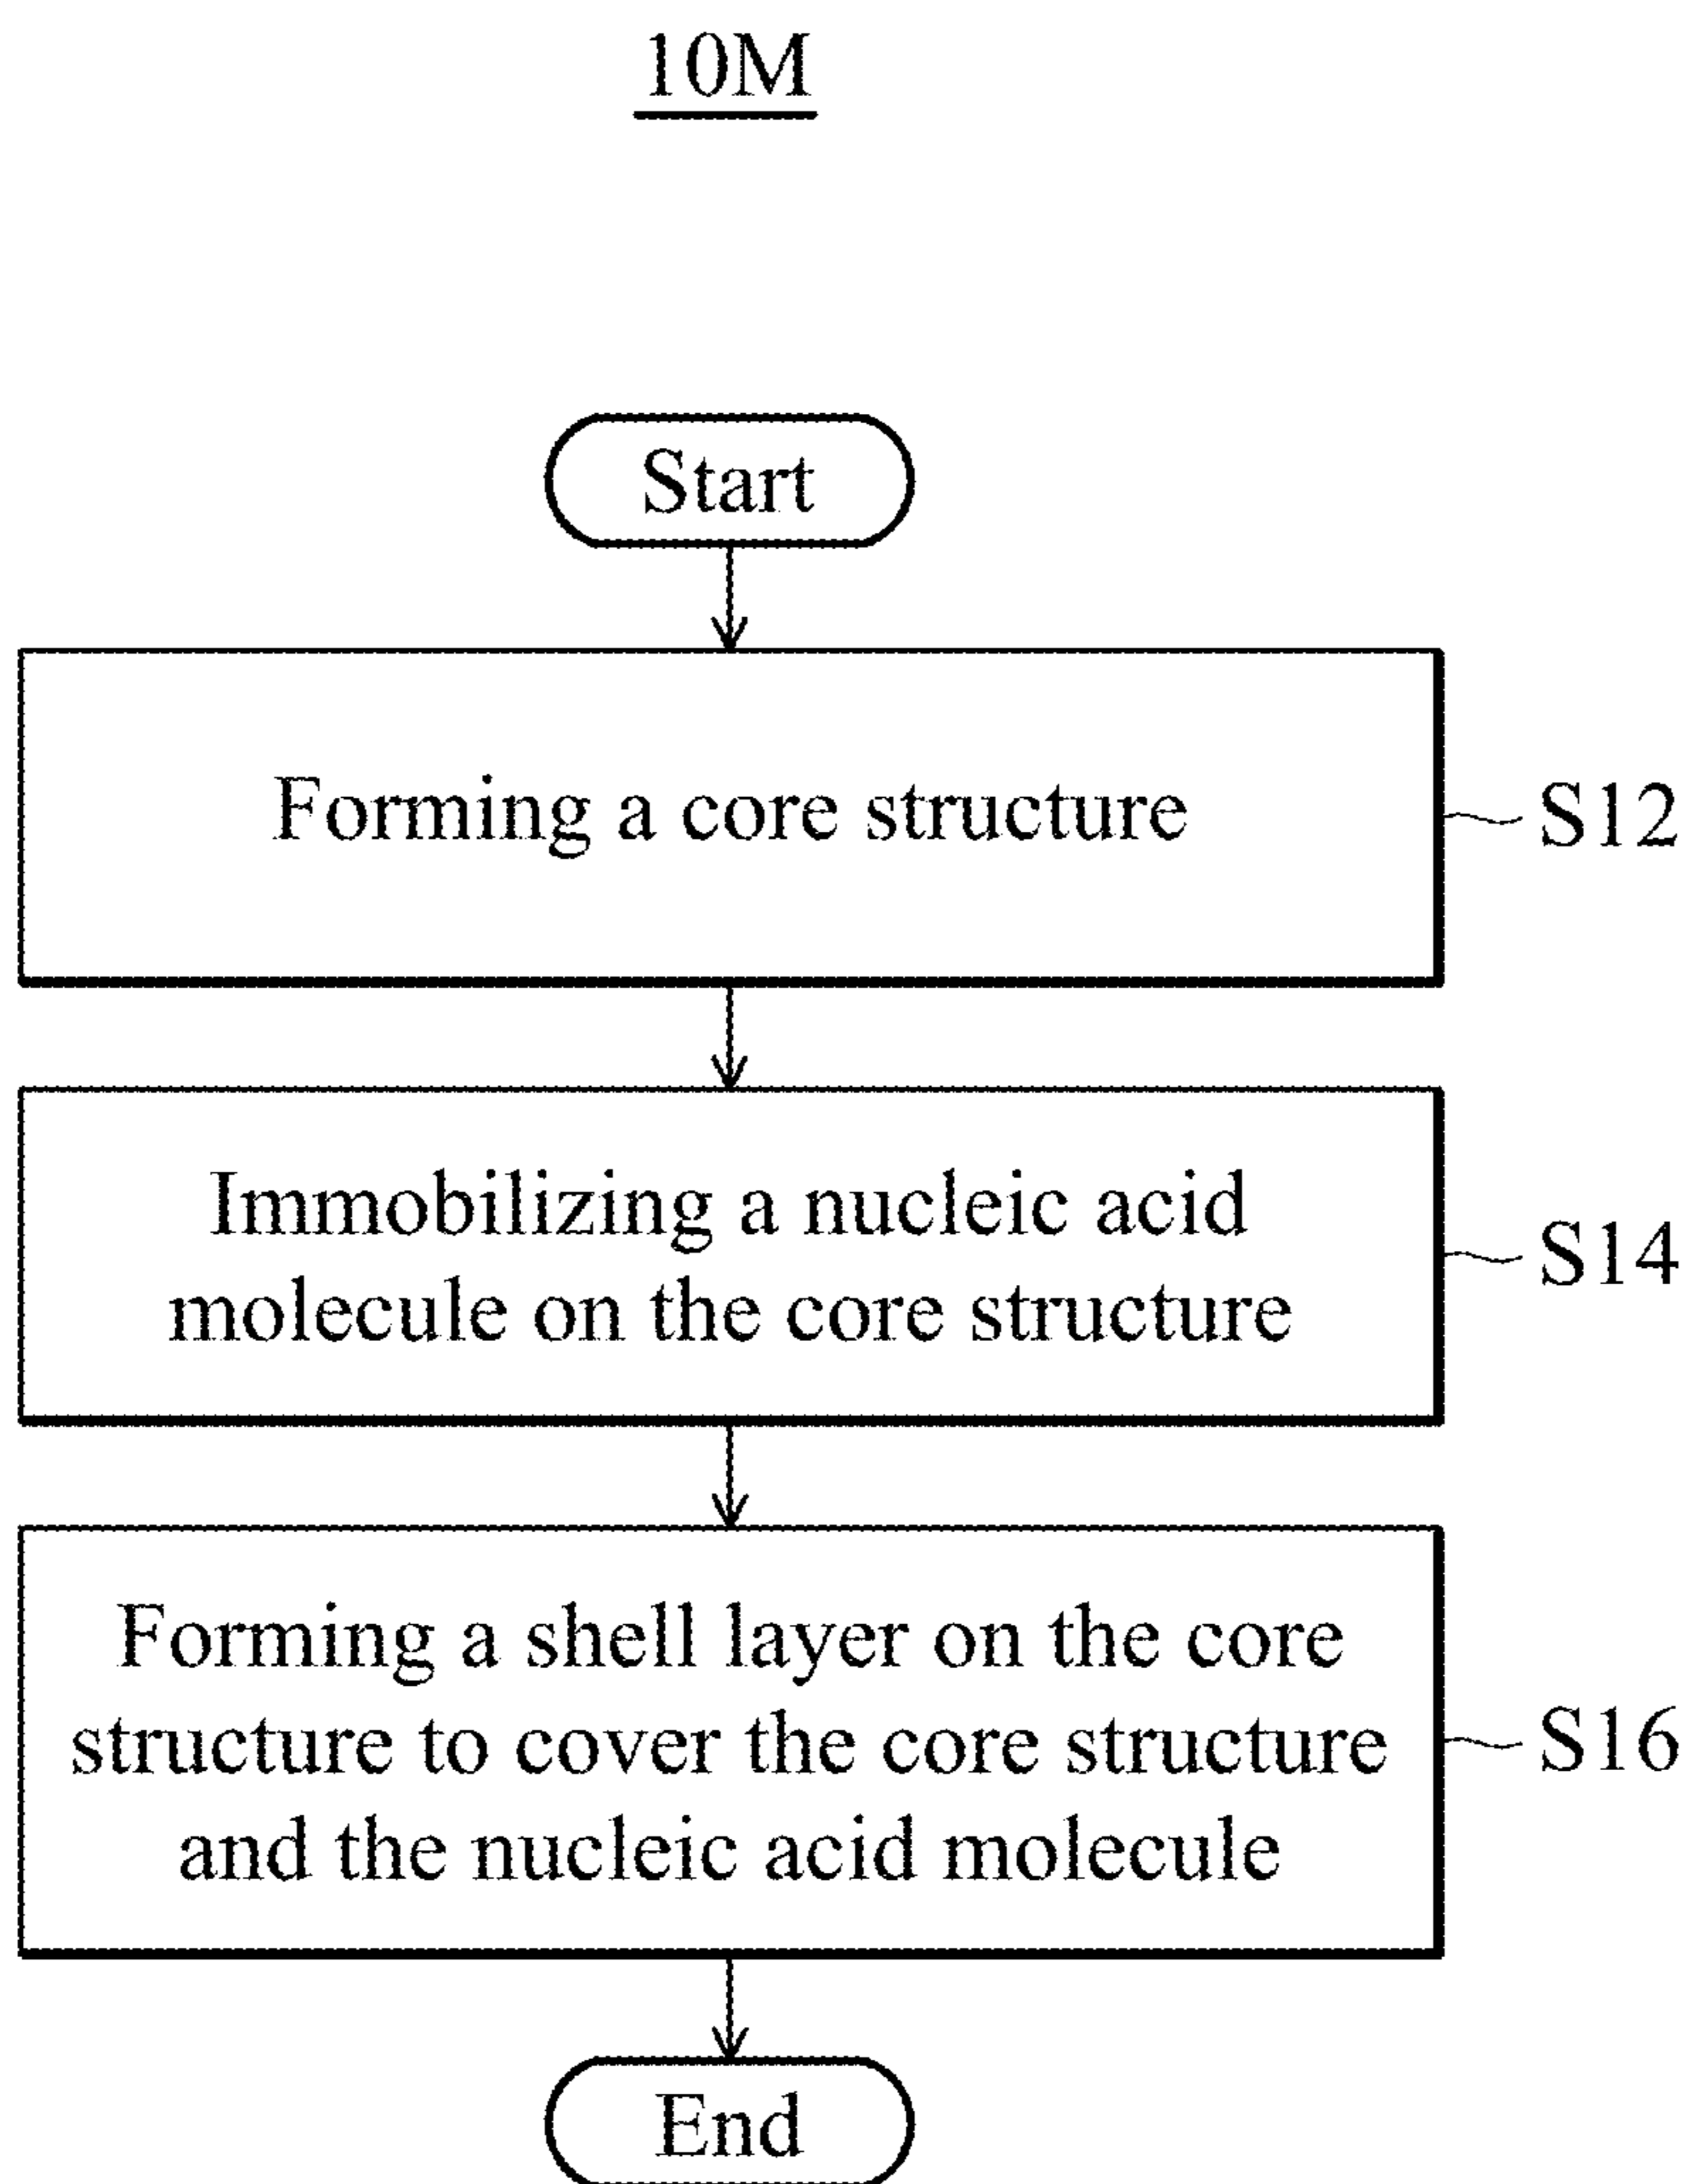 10M
Start
Forming a core structure
S12
Immobilizing a nucleic acid
molecule on the core structure
S14
Forming a shell layer on the core
structure to cover the core structure
and the nucleic acid molecule
S16
End